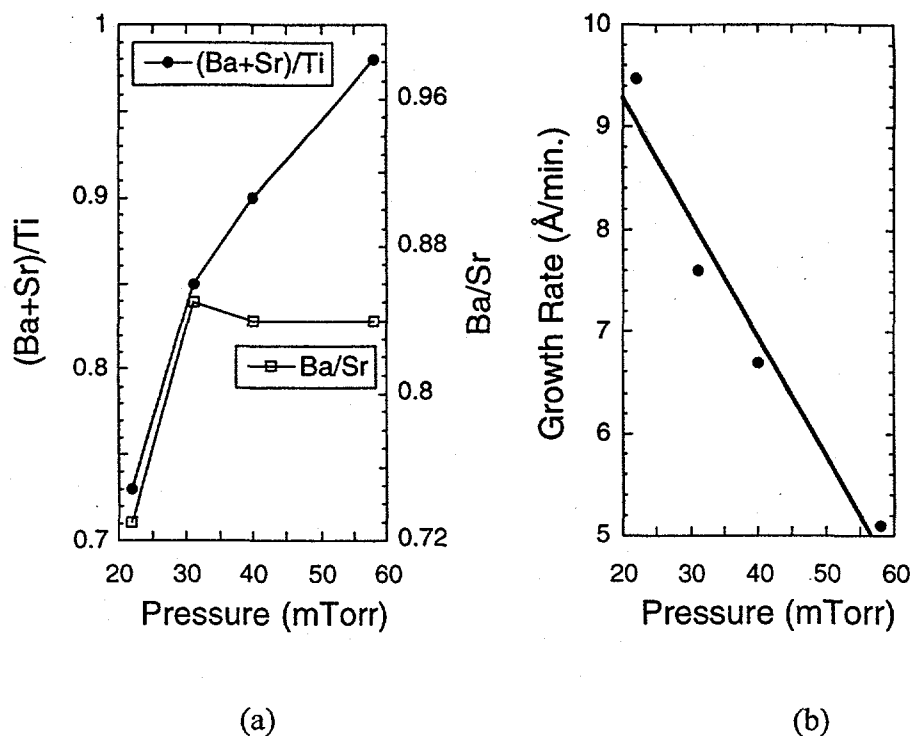 1
0.9
0.8
0.7
(Ba+Sr)/Ti
(Ba+Sr)/Ti
Ba/Sr
0.96
0.88
0.8
0.72
Ba/Sr
20 30 40 50 60
Pressure (mTorr)
(a)
10
9
8
7
6
5
Growth Rate (Å/min.)
20 30 40 50 60
Pressure (mTorr)
(b)